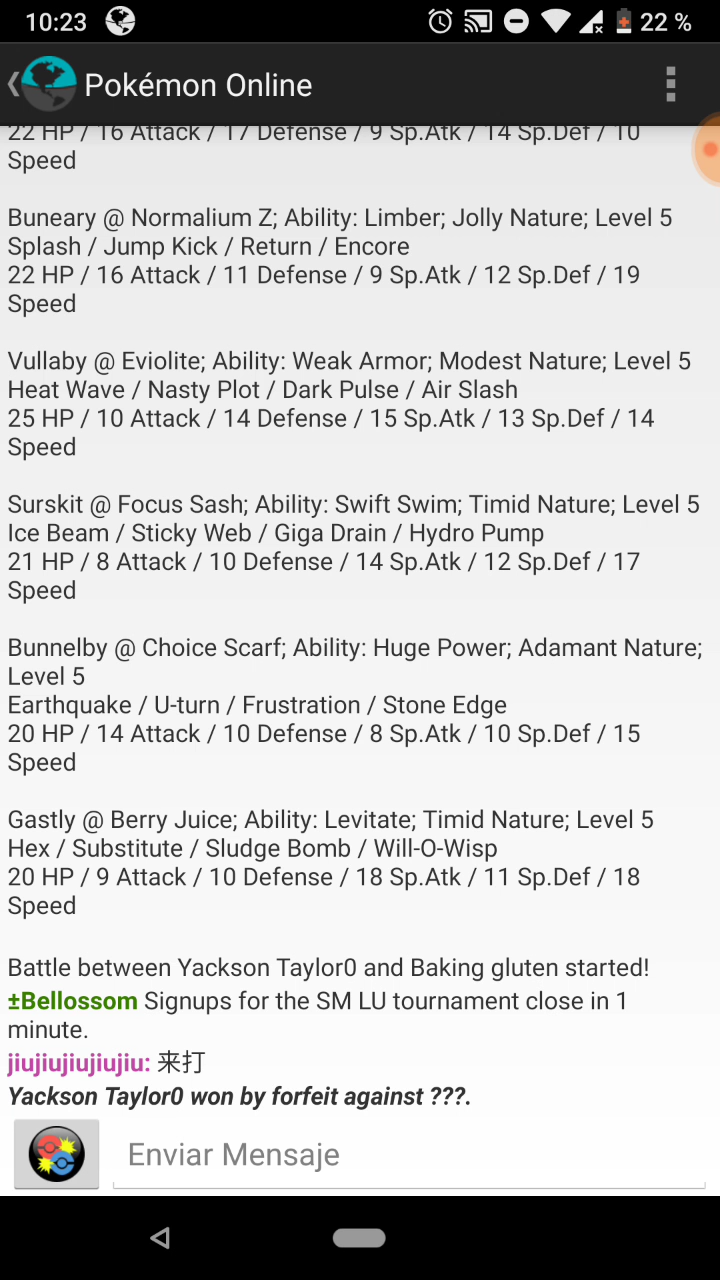 10:23
22 %
Pokémon Online
22 HP / 16 Attack / 17 Defense / 9 Sp.Atk / 14 Sp.Def / 10
Speed
Buneary @ Normalium Z; Ability: Limber; Jolly Nature; Level 5
Splash / Jump Kick / Return / Encore
22 HP / 16 Attack / 11 Defense / 9 Sp.Atk / 12 Sp.Def / 19
Speed
Vullaby @ Eviolite; Ability: Weak Armor; Modest Nature; Level 5
Heat Wave / Nasty Plot / Dark Pulse / Air Slash
25 HP / 10 Attack / 14 Defense / 15 Sp.Atk / 13 Sp.Def / 14
Speed
Surskit @ Focus Sash; Ability: Swift Swim; Timid Nature; Level 5
Ice Beam / Sticky Web / Giga Drain / Hydro Pump
21 HP / 8 Attack / 10 Defense / 14 Sp.Atk / 12 Sp.Def / 17
Speed
Bunnelby @ Choice Scarf; Ability: Huge Power; Adamant Nature;
Level 5
Earthquake / U-turn / Frustration / Stone Edge
20 HP / 14 Attack / 10 Defense / 8 Sp.Atk / 10 Sp.Def / 15
Speed
Gastly @ Berry Juice; Ability: Levitate; Timid Nature; Level 5
Hex / Substitute / Sludge Bomb / Will-O-Wisp
20 HP / 9 Attack / 10 Defense / 18 Sp.Atk / 11 Sp.Def / 18
Speed
Battle between Yackson Taylor0 and Baking gluten started!
±Bellossom Signups for the SM LU tournament close in 1
minute.
jiujiujiujiujiu: 来打
Yackson Taylor0 won by forfeit against ???.
Enviar Mensaje